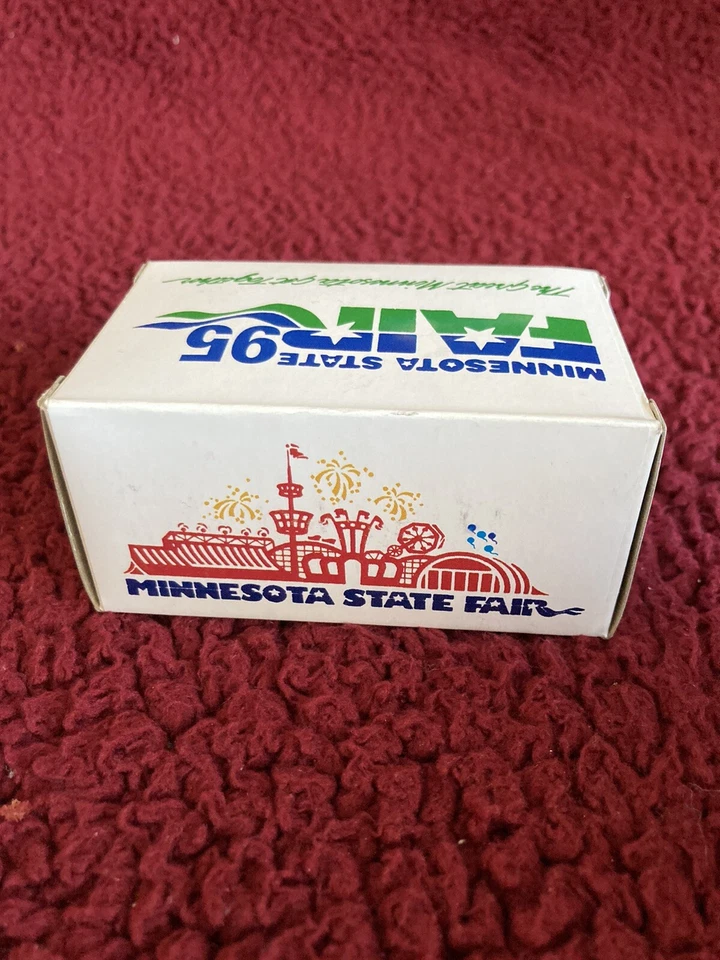 The Great Minnesota Get-Together
MINNESOTA STATE
FAIR 95
MINNESOTA STATE FAIR